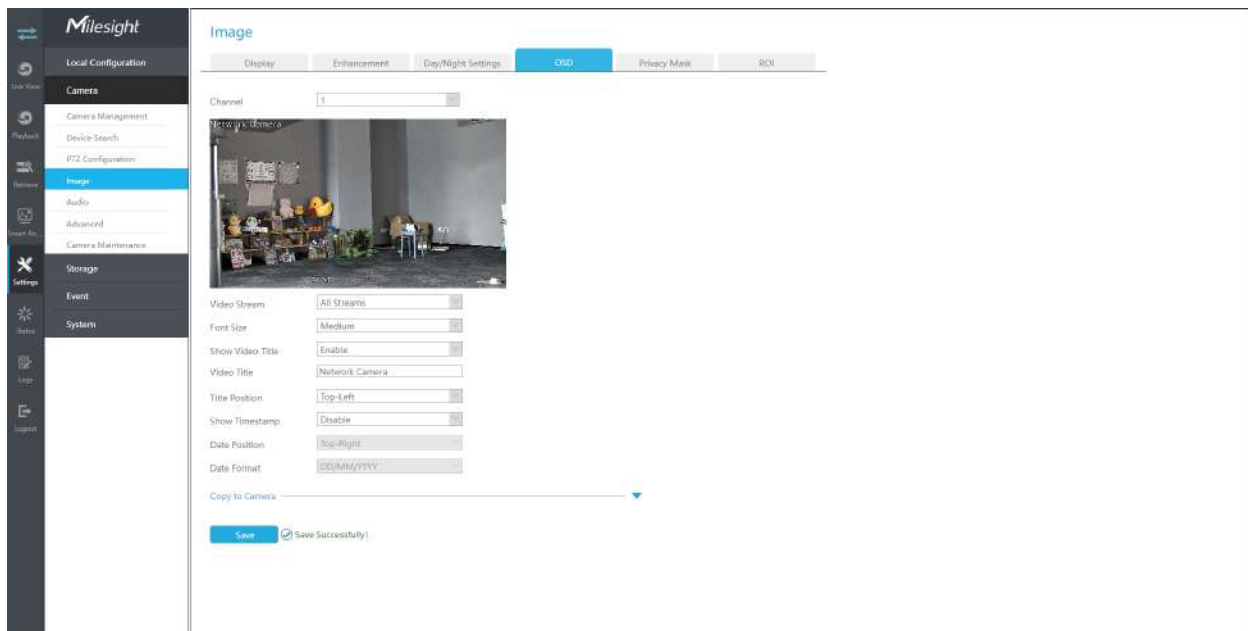 Milesight
Local Configuration
Camera
Camera Management
Device Search
PTZ Configuration
Image
Audio
Advanced
Camera Maintenance
Storage
Event
System
Live View
Playback
Retrieve
Smart An...
Settings
Status
Logs
Logout
Image
Display Enhancement Day/Night Settings OSD Privacy Mask ROI
Channel 1
Network Camera
Video Stream All Streams
Font Size Medium
Show Video Title Enable
Video Title Network Camera
Title Position Top-Left
Show Timestamp Disable
Date Position Top-Right
Date Format DD/MM/YYYY
Copy to Camera
Save Save Successfully!